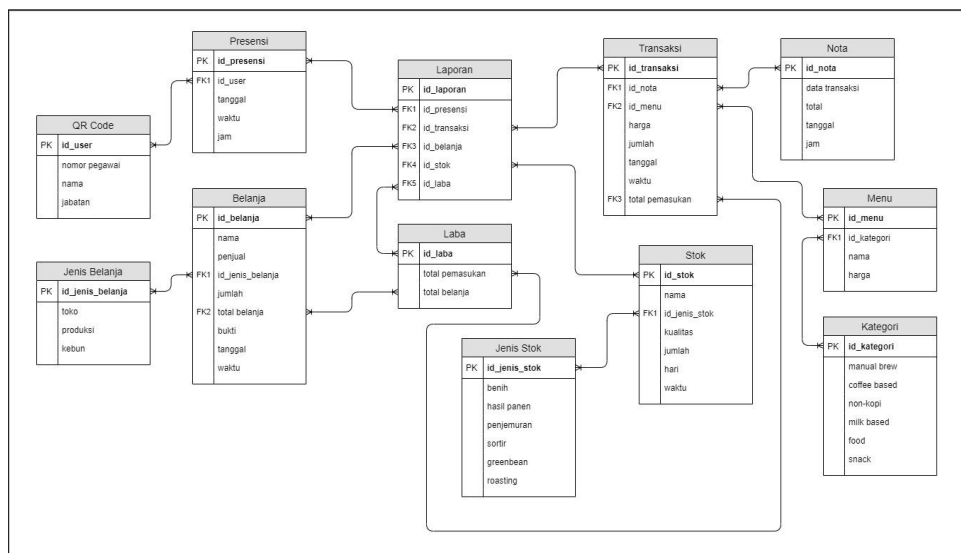 Presensi
PK id_presensi
FK1 id_user
tanggal
waktu
jam
QR Code
PK id_user
nomor pegawai
nama
jabatan
Belanja
PK id_belanja
nama
penjual
FK1 id_jenis_belanja
jumlah
FK2 total belanja
bukti
tanggal
waktu
Jenis Belanja
PK id_jenis_belanja
toko
produksi
kebun
Laporan
PK id_laporan
FK1 id_presensi
FK2 id_transaksi
FK3 id_belanja
FK4 id_stok
FK5 id_laba
Laba
PK id_laba
total pemasukan
total belanja
Jenis Stok
PK id_jenis_stok
benih
hasil panen
penjemuran
sortir
greenbean
roasting
Transaksi
PK id_transaksi
FK1 id_nota
FK2 id_menu
harga
jumlah
tanggal
waktu
FK3 total pemasukan
Stok
PK id_stok
nama
FK1 id_jenis_stok
kualitas
jumlah
hari
waktu
Nota
PK id_nota
data transaksi
total
tanggal
jam
Menu
PK id_menu
FK1 id_kategori
nama
harga
Kategori
PK id_kategori
manual brew
coffee based
non-kopi
milk based
food
snack